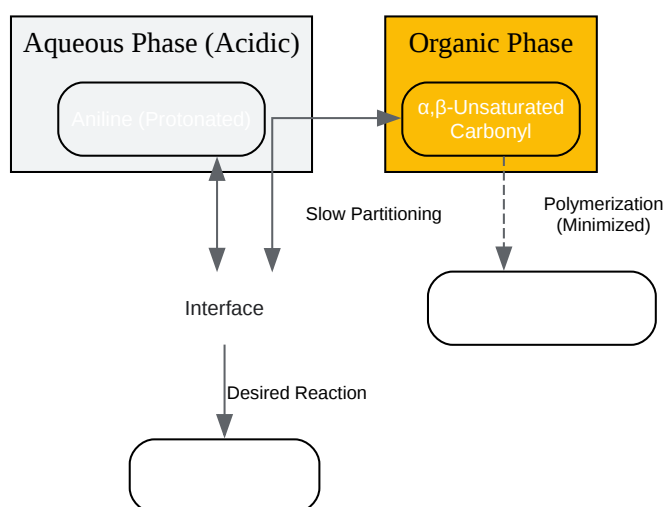 Aqueous Phase (Acidic)
Organic Phase
Aniline (Protonated)
α,β-Unsaturated
Carbonyl
Slow Partitioning
Polymerization
(Minimized)
Interface
Desired Reaction